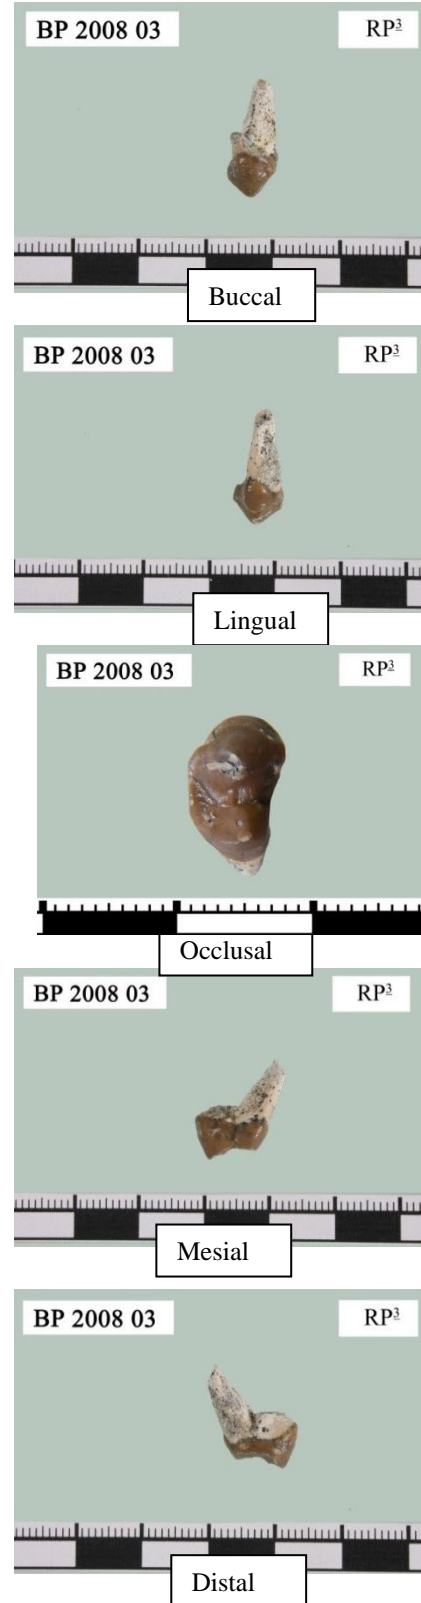 BP 2008 03
RP³
Buccal
BP 2008 03
RP³
Lingual
BP 2008 03
RP³
Occlusal
BP 2008 03
RP³
Mesial
BP 2008 03
RP³
Distal